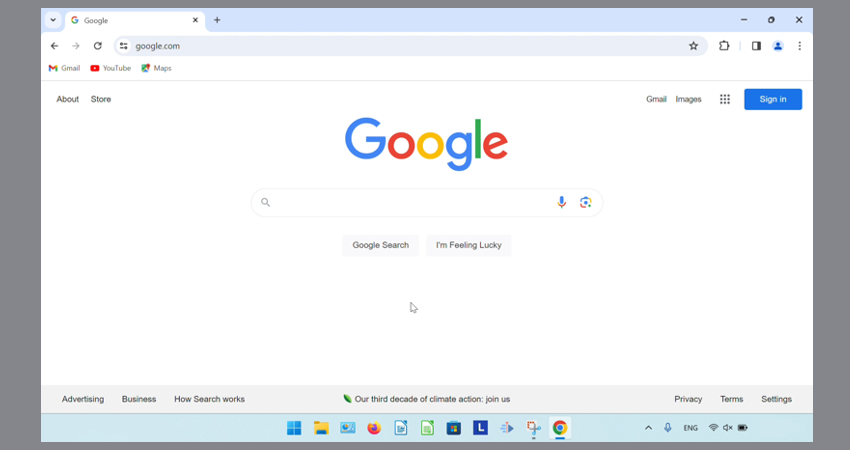 Google
google.com
Gmail YouTube Maps
About Store Gmail Images Sign in
Google
Google Search I'm Feeling Lucky
Advertising Business How Search works Our third decade of climate action: join us Privacy Terms Settings
L ENG